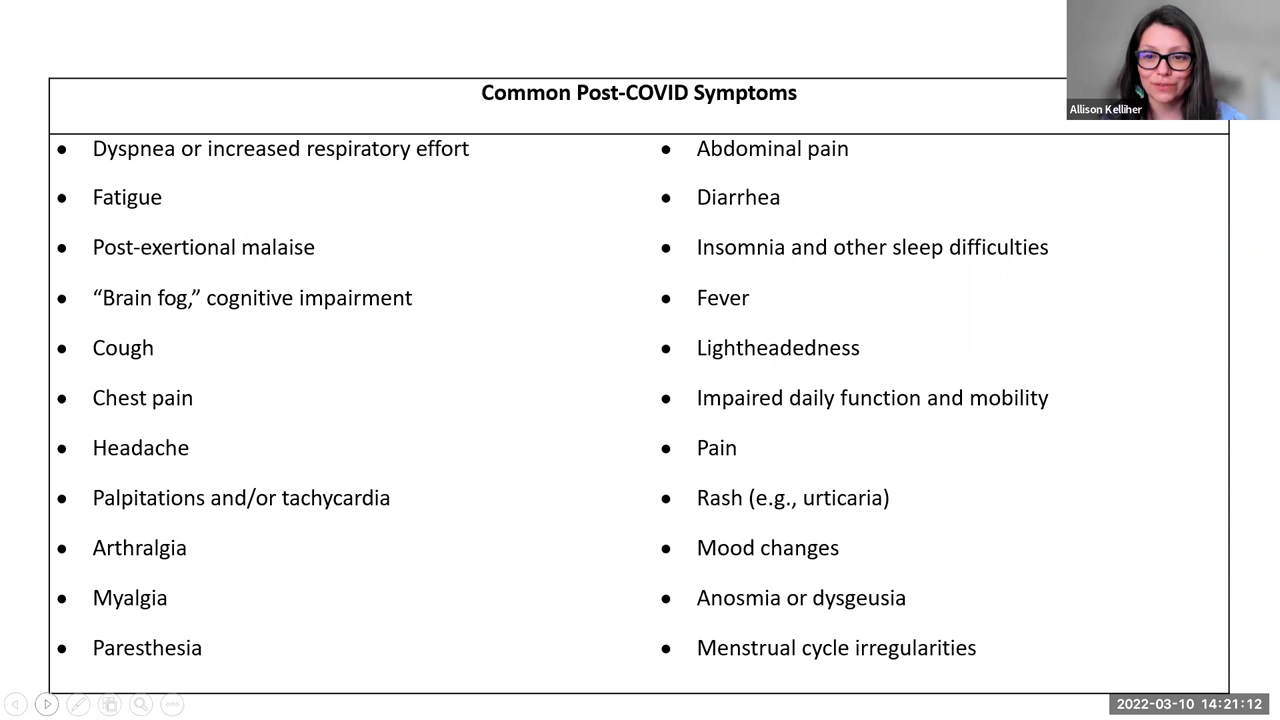 Common Post-COVID Symptoms
Allison Kelliher
• Dyspnea or increased respiratory effort
• Fatigue
• Post-exertional malaise
• “Brain fog,” cognitive impairment
• Cough
• Chest pain
• Headache
• Palpitations and/or tachycardia
• Arthralgia
• Myalgia
• Paresthesia
• Abdominal pain
• Diarrhea
• Insomnia and other sleep difficulties
• Fever
• Lightheadedness
• Impaired daily function and mobility
• Pain
• Rash (e.g., urticaria)
• Mood changes
• Anosmia or dysgeusia
• Menstrual cycle irregularities
2022-03-10 14:21:12